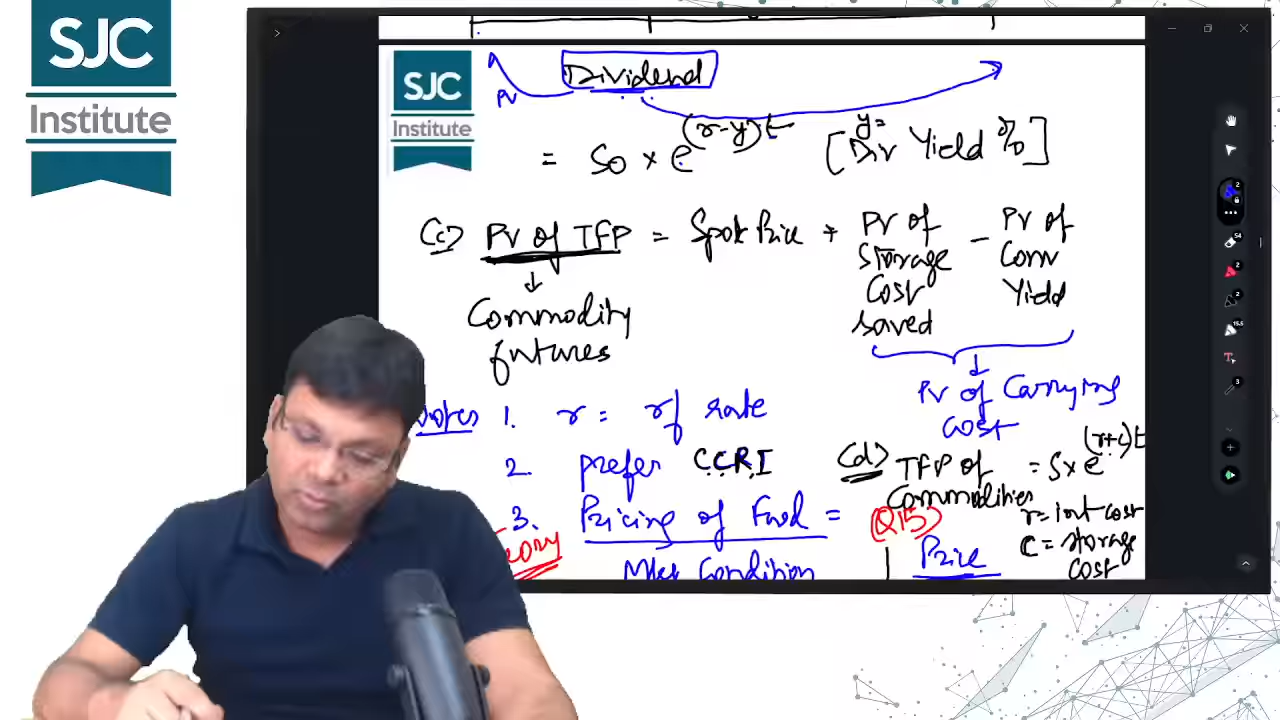 SJC
Institute
SJC
Institute
Dividend
PV
= S0 × e^(r-y)t [y= Div Yield %]
(c) PV of TFP = Spot Price + PV of Storage Cost saved - PV of Conv Yield
↓
Commodity
futures
↓
PV of Carrying
Cost
Notes 1. r = rf rate
2. prefer CCRI
(d) TFP of Commodities = S × e^(r+c)t
r = int cost
c = storage
cost
3. Pricing of Fwd =
(Q15)
Price
Mkt Condition